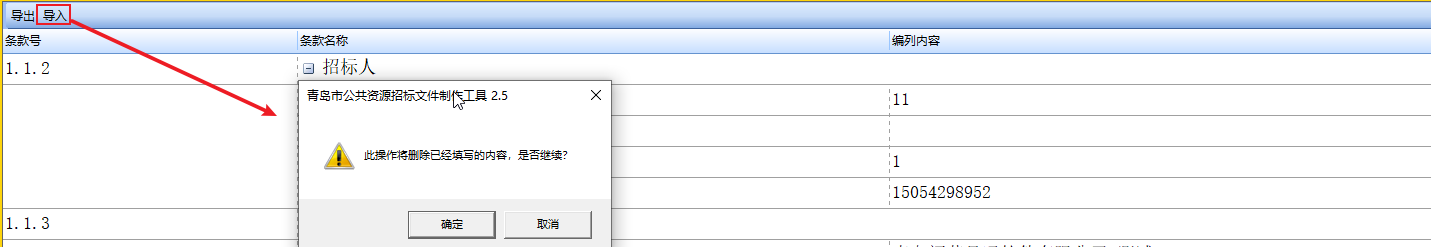 导出 导入
条款号 条款名称 编列内容
1.1.2 招标人
青岛市公共资源招标文件制作工具 2.5
11
此操作将删除已经填写的内容，是否继续？
1
15054298952
确定 取消
1.1.3